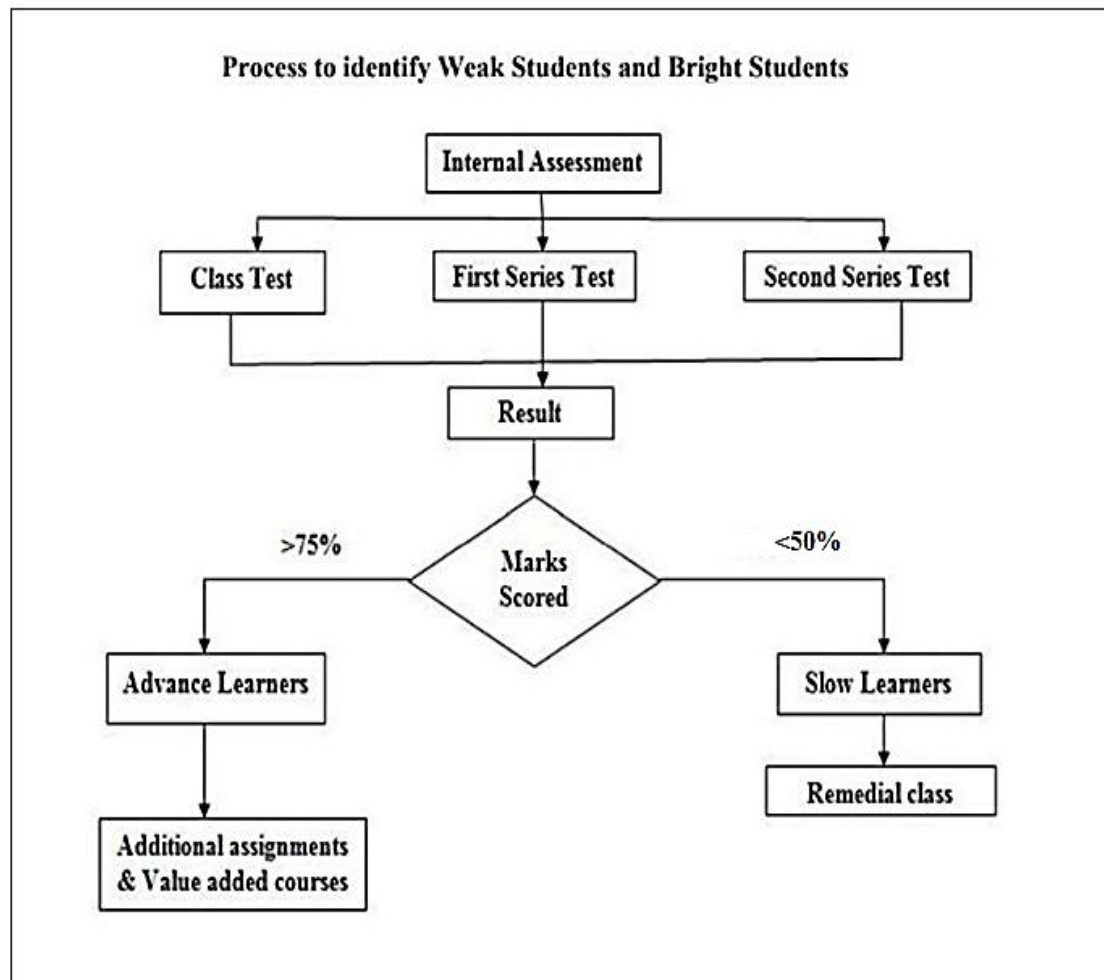 Process to identify Weak Students and Bright Students
Internal Assessment
Class Test
First Series Test
Second Series Test
Result
>75%
<50%
Marks
Scored
Advance Learners
Slow Learners
Remedial class
Additional assignments
& Value added courses